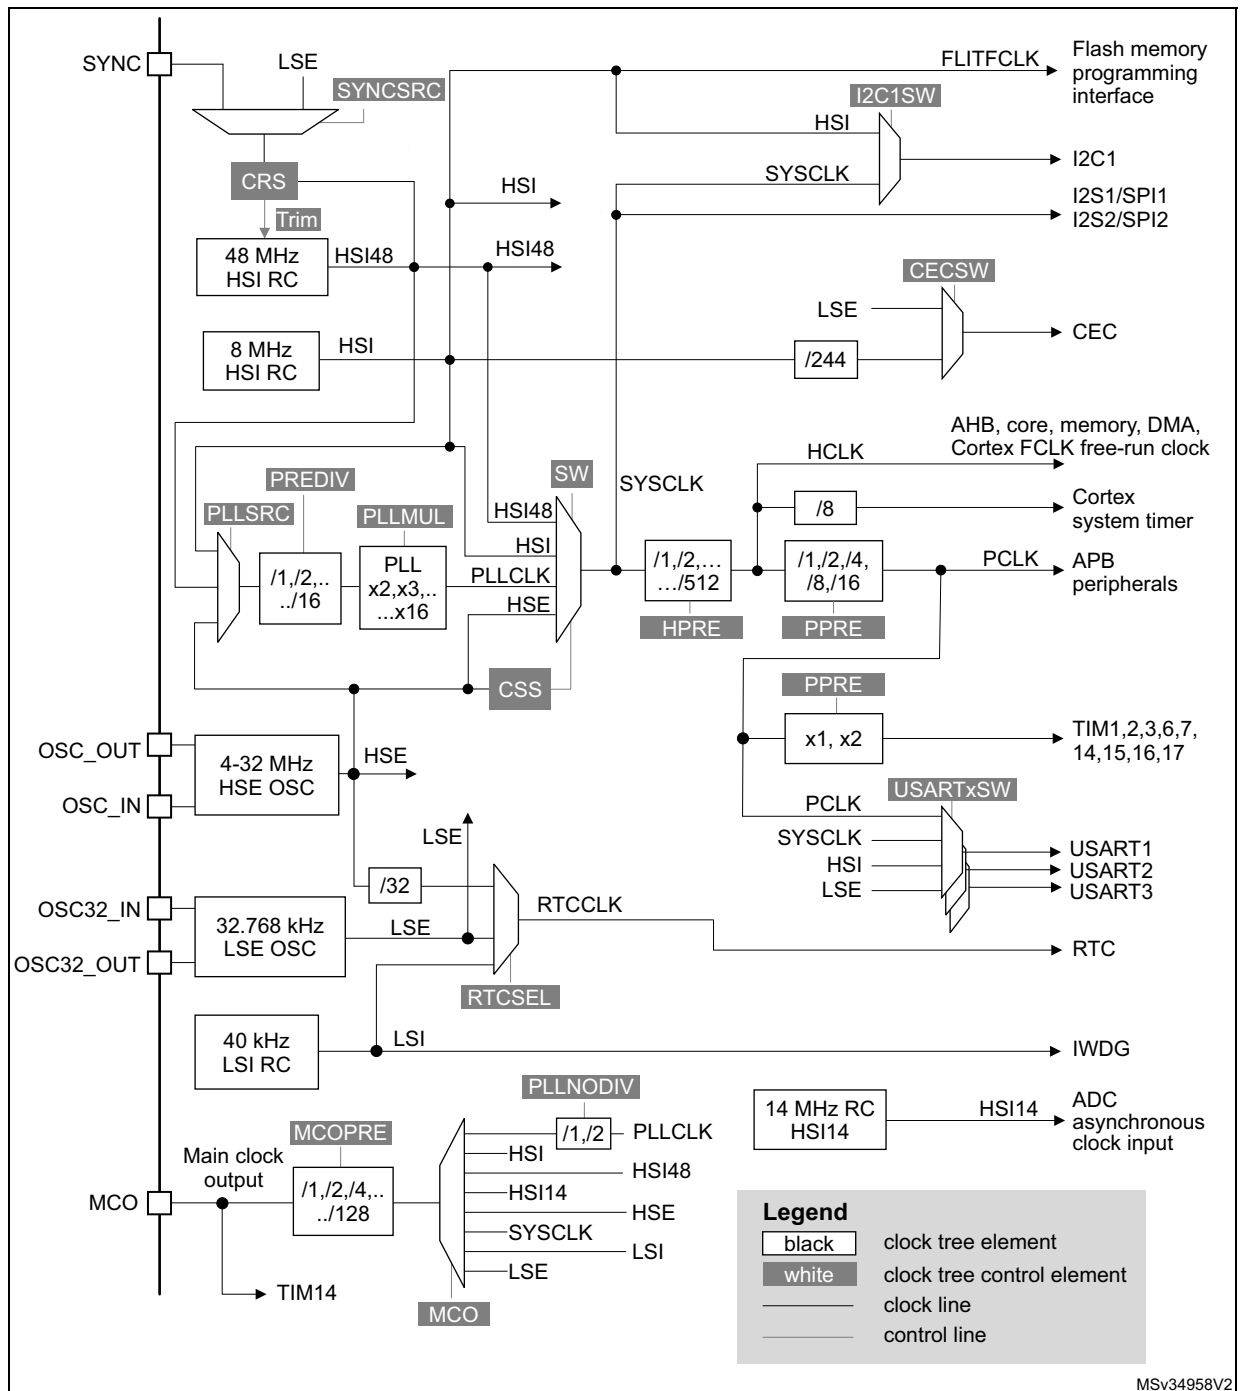 SYNC
LSE
SYNCSRC
FLITFCLK
Flash memory
programming
interface
I2C1SW
HSI
I2C1
SYSCLK
CRS
HSI
I2S1/SPI1
I2S2/SPI2
Trim
48 MHz
HSI RC
HSI48
HSI48
CECSW
LSE
CEC
8 MHz
HSI RC
HSI
/244
AHB, core, memory, DMA,
Cortex FCLK free-run clock
HCLK
SW
SYSCLK
PREDIV
PLLSRC
PLLMUL
HSI48
/8
Cortex
system timer
HSI
/1,/2,..
../16
PLL
x2,x3,..
...x16
PLLCLK
/1,/2,…
…/512
/1,/2,/4,
/8,/16
PCLK
APB
peripherals
HSE
HPRE
PPRE
CSS
PPRE
OSC_OUT
4-32 MHz
HSE OSC
HSE
x1, x2
TIM1,2,3,6,7,
14,15,16,17
OSC_IN
USARTxSW
PCLK
LSE
SYSCLK
HSI
LSE
USART1
USART2
USART3
/32
OSC32_IN
32.768 kHz
LSE OSC
LSE
RTCCLK
OSC32_OUT
RTC
RTCSEL
40 kHz
LSI RC
LSI
IWDG
PLLNODIV
14 MHz RC
HSI14
HSI14
ADC
asynchronous
clock input
MCOPRE
/1,/2
PLLCLK
Main clock
output
HSI
HSI48
MCO
/1,/2,/4,..
../128
HSI14
HSE
SYSCLK
LSI
LSE
TIM14
MCO
Legend
black
clock tree element
white
clock tree control element
clock line
control line
MSv34958V2